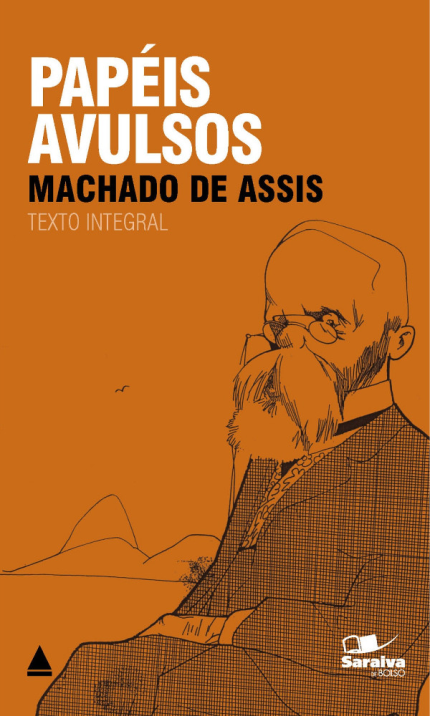 PAPÉIS
AVULSOS
MACHADO DE ASSIS
TEXTO INTEGRAL
Saraiva
de BOLSO